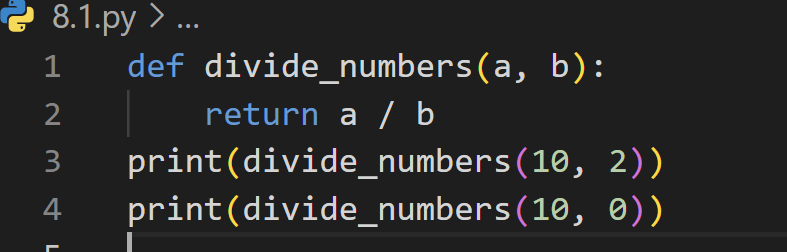 8.1.py > ...
1 def divide_numbers(a, b):
2     return a / b
3 print(divide_numbers(10, 2))
4 print(divide_numbers(10, 0))
5